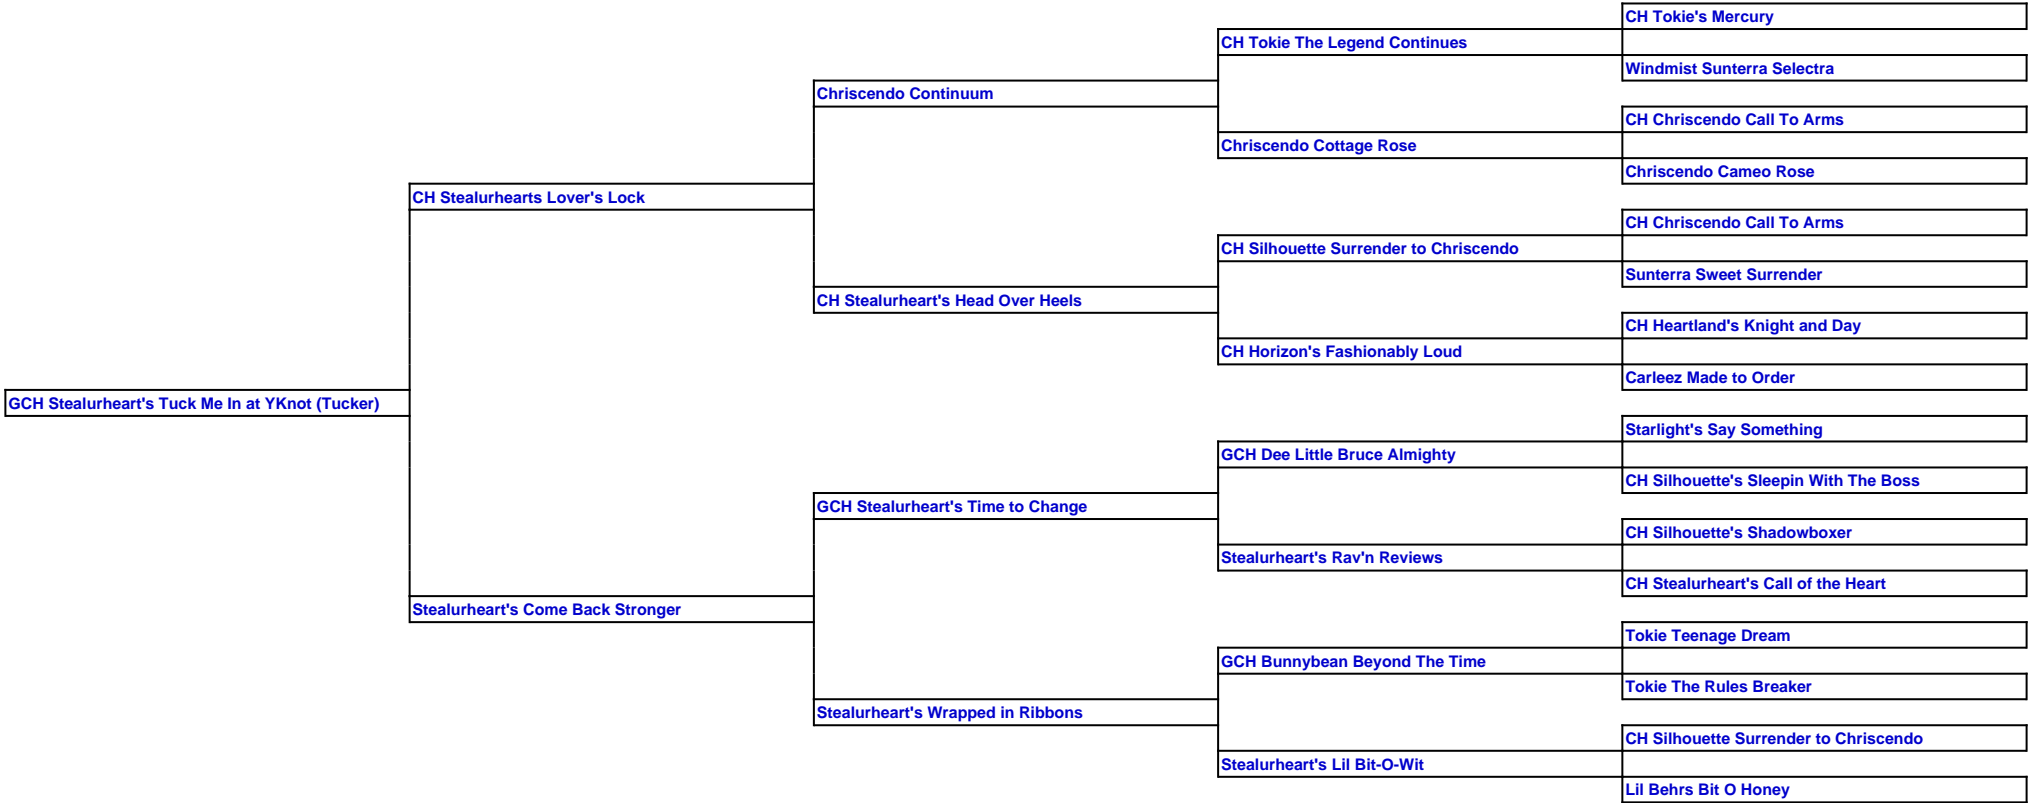 CH Tokie's Mercury
CH Tokie The Legend Continues
Windmist Sunterra Selectra
Chriscendo Continuum
CH Chriscendo Call To Arms
Chriscendo Cottage Rose
Chriscendo Cameo Rose
CH Stealurhearts Lover's Lock
CH Chriscendo Call To Arms
CH Silhouette Surrender to Chriscendo
Sunterra Sweet Surrender
CH Stealurheart's Head Over Heels
CH Heartland's Knight and Day
CH Horizon's Fashionably Loud
Carleez Made to Order
GCH Stealurheart's Tuck Me In at YKnot (Tucker)
Starlight's Say Something
GCH Dee Little Bruce Almighty
CH Silhouette's Sleepin With The Boss
GCH Stealurheart's Time to Change
CH Silhouette's Shadowboxer
Stealurheart's Rav'n Reviews
CH Stealurheart's Call of the Heart
Stealurheart's Come Back Stronger
Tokie Teenage Dream
GCH Bunnybean Beyond The Time
Tokie The Rules Breaker
Stealurheart's Wrapped in Ribbons
CH Silhouette Surrender to Chriscendo
Stealurheart's Lil Bit-O-Wit
Lil Behrs Bit O Honey